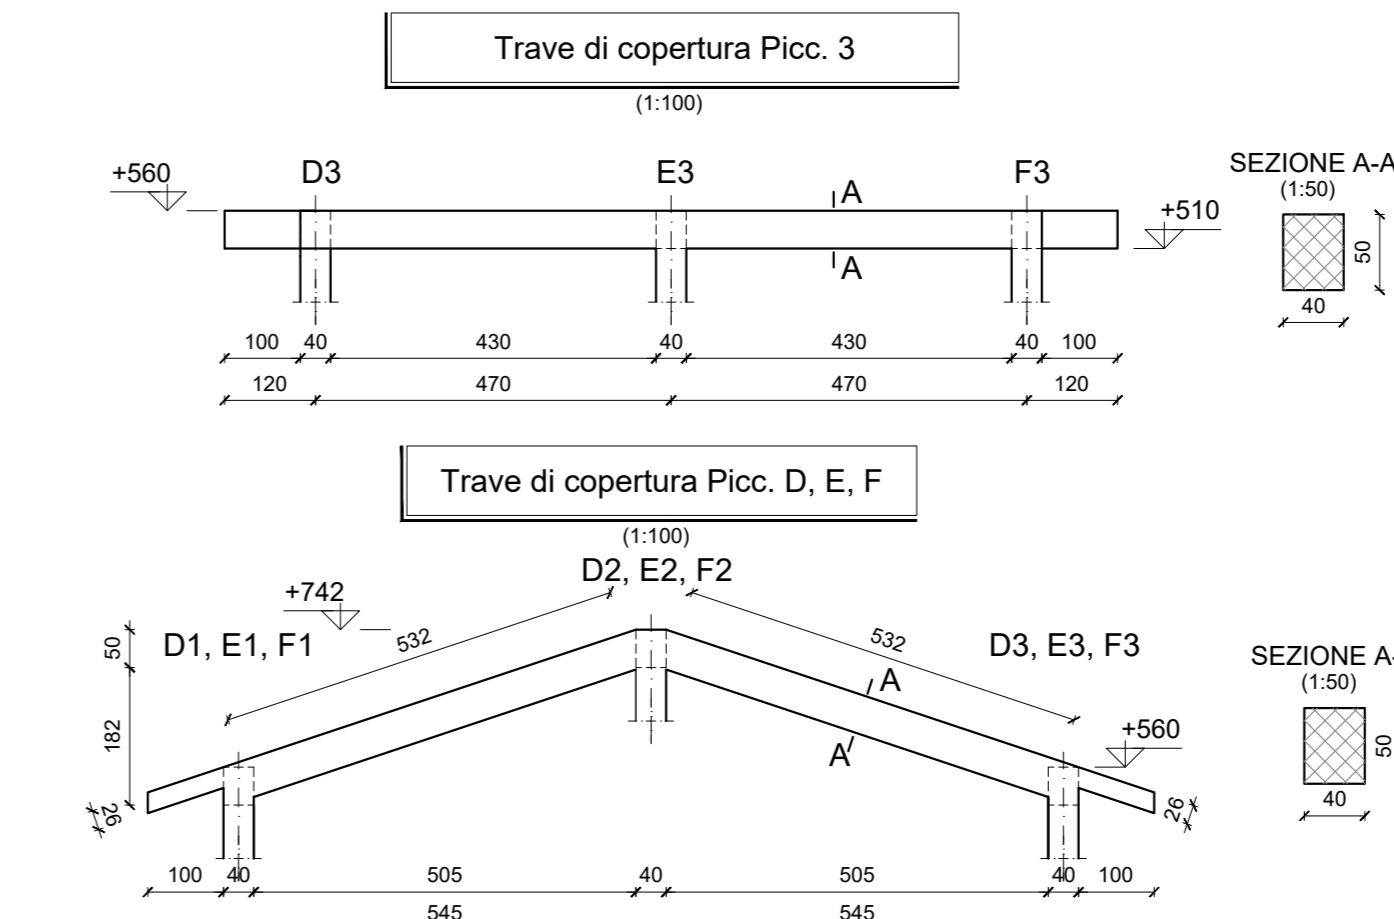 Trave di copertura Picc. 3
(1:100)
+560
D3
E3
F3
A
A
+510
SEZIONE A-A
(1:50)
50
40
100 40 430 40 430 40 100
120 470 470 120
Trave di copertura Picc. D, E, F
(1:100)
D2, E2, F2
+742
532
532
50
D1, E1, F1
D3, E3, F3
A
A
182
+560
26
26
SEZIONE A-
(1:50)
50
40
100 40 505 40 505 40 100
545 545